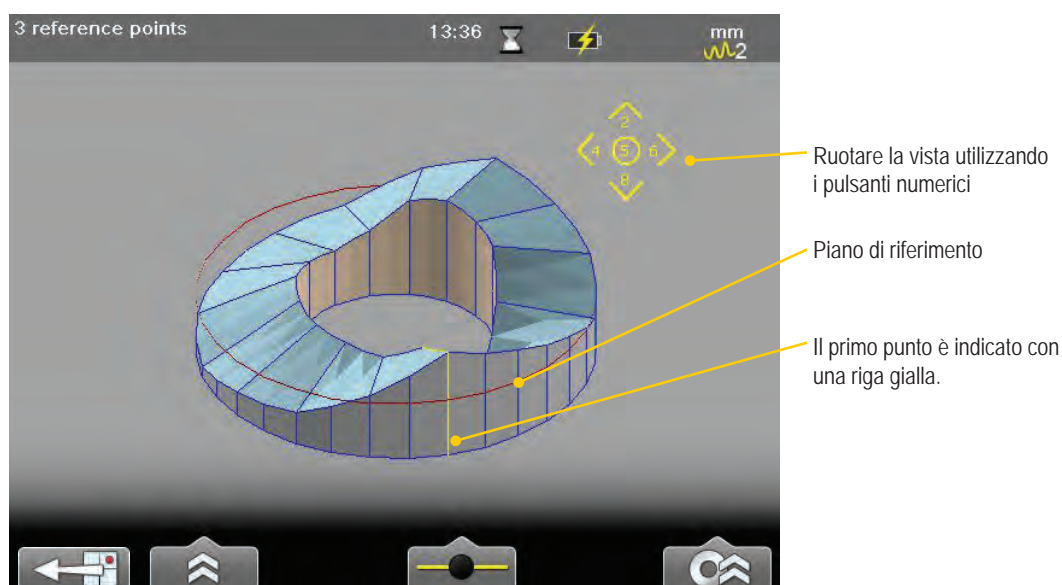 3 reference points
13:36
mm
2
2
4 5 6
8
Ruotare la vista utilizzando
i pulsanti numerici
Piano di riferimento
Il primo punto è indicato con
una riga gialla.